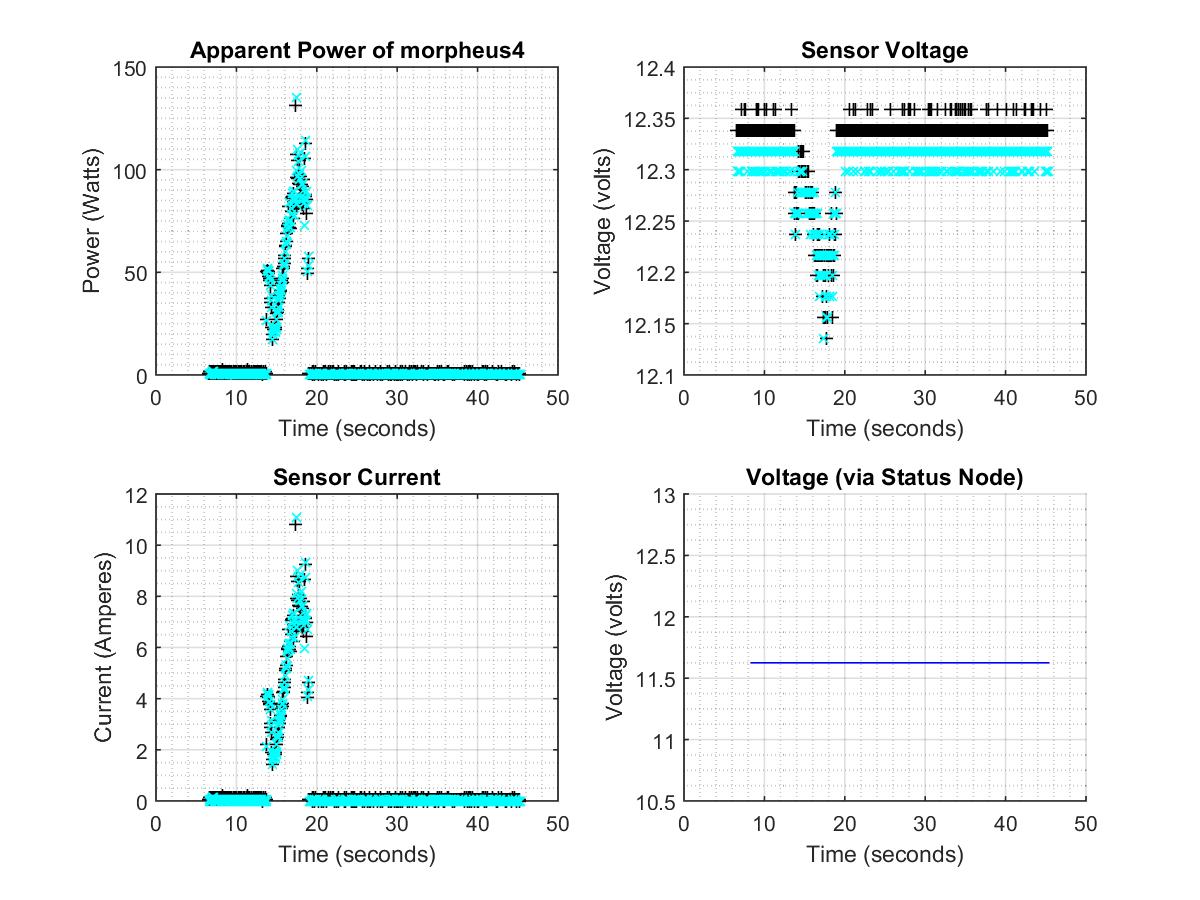 Apparent Power of morpheus4
150
100
50
0
0 10 20 30 40 50
Power (Watts)
Time (seconds)
Sensor Voltage
12.4
12.35
12.3
12.25
12.2
12.15
12.1
0 10 20 30 40 50
Voltage (volts)
Time (seconds)
Sensor Current
12
10
8
6
4
2
0
0 10 20 30 40 50
Current (Amperes)
Time (seconds)
Voltage (via Status Node)
13
12.5
12
11.5
11
10.5
0 10 20 30 40 50
Voltage (volts)
Time (seconds)